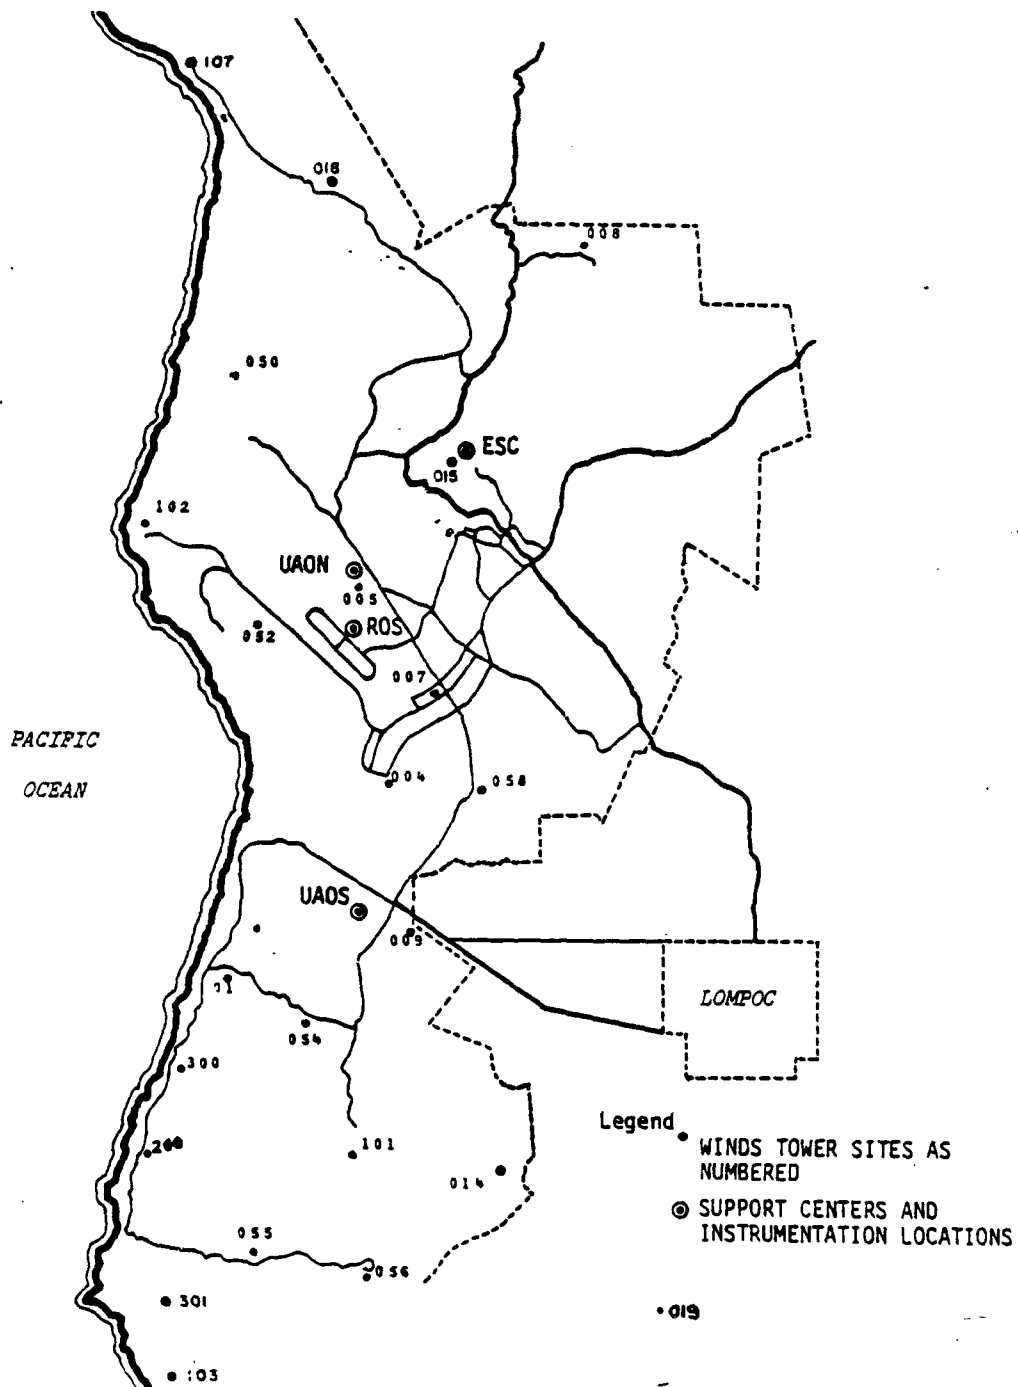 107
018
008
050
ESC
015
102
UAON
005
ROS
052
007
PACIFIC
OCEAN
004
058
UAOS
009
01
LOMPOC
054
300
Legend
101
WINDS TOWER SITES AS
NUMBERED
014
SUPPORT CENTERS AND
INSTRUMENTATION LOCATIONS
055
056
301
019
103